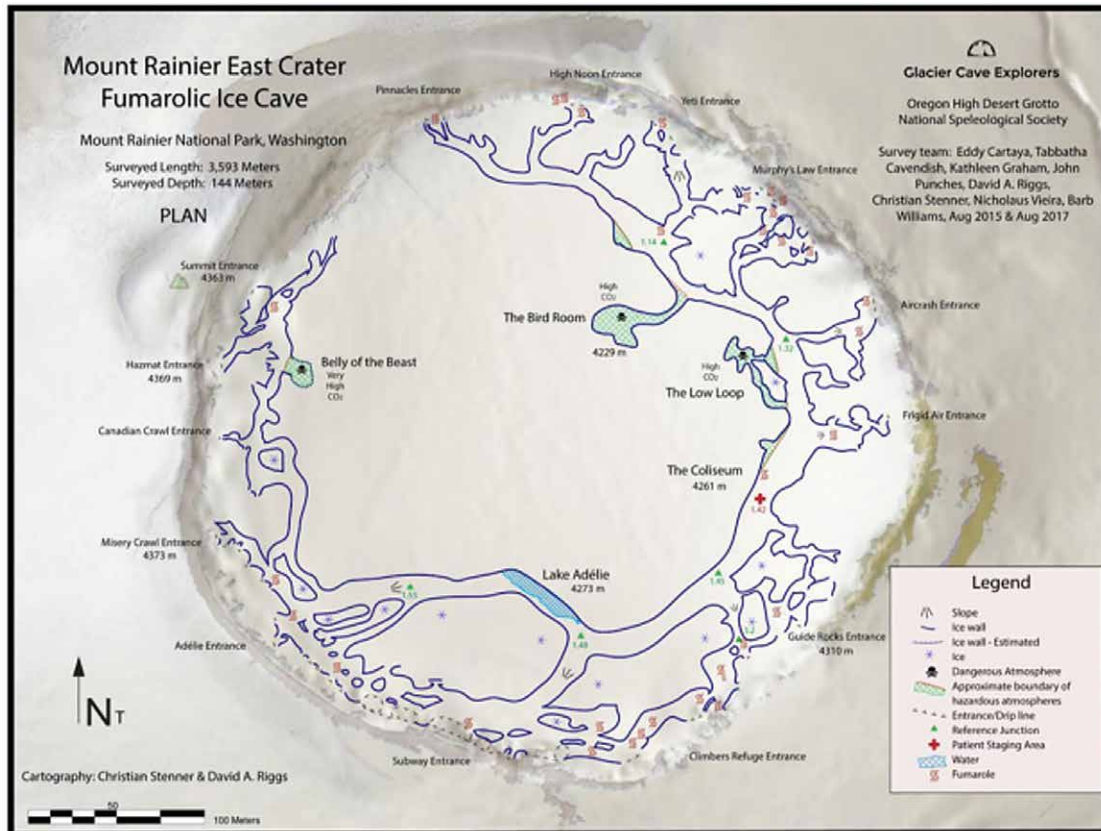 Mount Rainier East Crater
Fumarolic Ice Cave
Mount Rainier National Park, Washington
Surveyed Length: 3,593 Meters
Surveyed Depth: 144 Meters
PLAN
Glacier Cave Explorers
Oregon High Desert Grotto
National Speleological Society
Survey team: Eddy Cartaya, Tabbatha
Cavendish, Kathleen Graham, John
Punches, David A. Riggs,
Christian Stenner, Nicholaus Vieira, Barb
Williams, Aug 2015 & Aug 2017
High Noon Entrance
Pinnacles Entrance
Yeti Entrance
Murphy's Law Entrance
Summit Entrance
4363 m
1.14
High
CO2
The Bird Room
4229 m
Aircrash Entrance
1.32
Hazmat Entrance
4369 m
Belly of the Beast
Very
High
CO2
High
CO2
The Low Loop
Frigid Air Entrance
Canadian Crawl Entrance
The Coliseum
4261 m
1.42
Misery Crawl Entrance
4373 m
Lake Adélie
4273 m
1.55
1.45
1.48
1.2
Adélie Entrance
Guide Rocks Entrance
4310 m
Subway Entrance
Climbers Refuge Entrance
NT
Legend
Slope
Ice wall
Ice wall - Estimated
Ice
Dangerous Atmosphere
Approximate boundary of
hazardous atmospheres
Entrance/Drip line
Reference Junction
Patient Staging Area
Water
Fumarole
Cartography: Christian Stenner & David A. Riggs
50
100 Meters